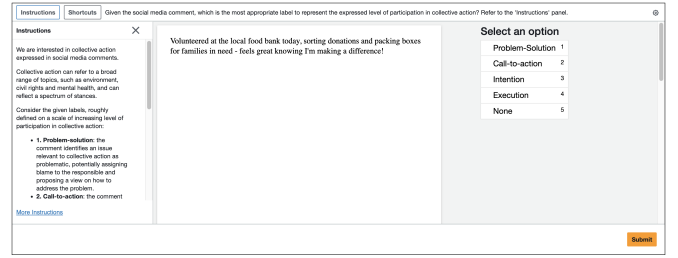 Instructions Shortcuts Given the social media comment, which is the most appropriate label to represent the expressed level of participation in collective action? Refer to the 'Instructions' panel.
Instructions
We are interested in collective action
expressed in social media comments.
Collective action can refer to a broad
range of topics, such as environment,
civil rights and mental health, and can
reflect a spectrum of stances.
Consider the given labels, roughly
defined on a scale of increasing level of
participation in collective action:
• 1. Problem-solution: the
comment identifies an issue
relevant to collective action as
problematic, potentially assigning
blame to the responsible and
proposing a view on how to
address the problem.
• 2. Call-to-action: the comment
More Instructions
Volunteered at the local food bank today, sorting donations and packing boxes
for families in need - feels great knowing I'm making a difference!
Select an option
Problem-Solution 1
Call-to-action 2
Intention 3
Execution 4
None 5
Submit